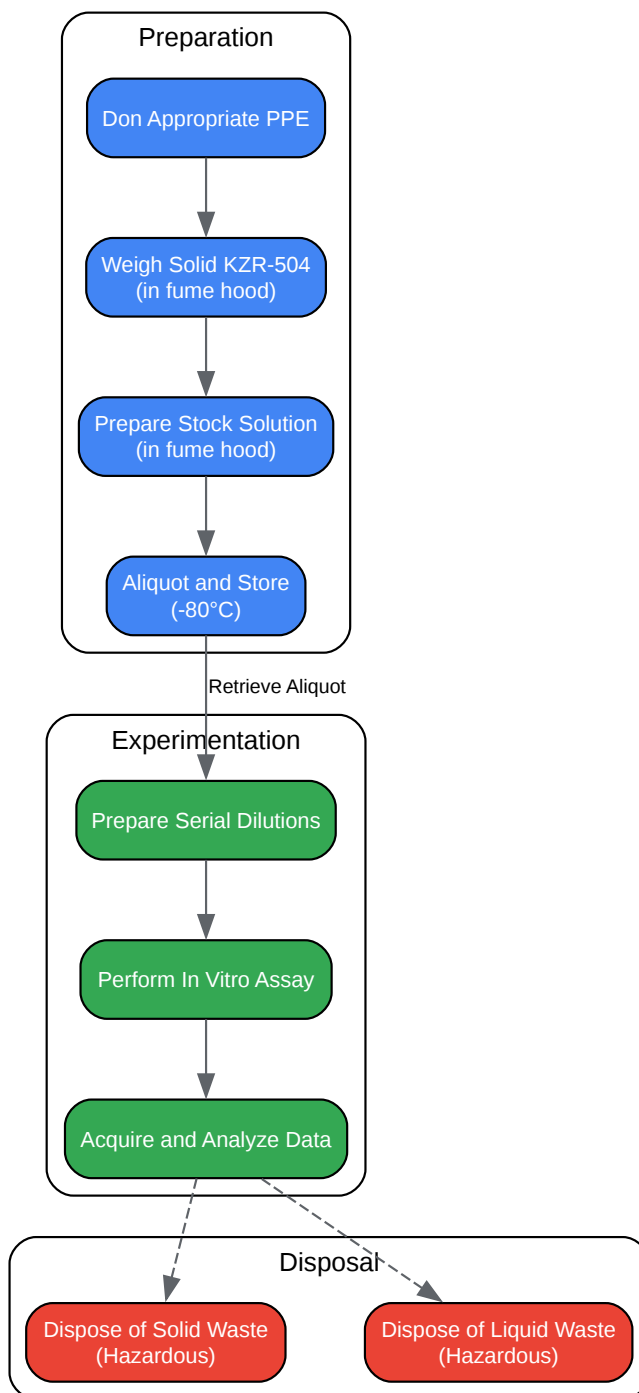 Preparation
Don Appropriate PPE
Weigh Solid KZR-504
(in fume hood)
Prepare Stock Solution
(in fume hood)
Aliquot and Store
(-80°C)
Retrieve Aliquot
Experimentation
Prepare Serial Dilutions
Perform In Vitro Assay
Acquire and Analyze Data
Disposal
Dispose of Solid Waste
(Hazardous)
Dispose of Liquid Waste
(Hazardous)